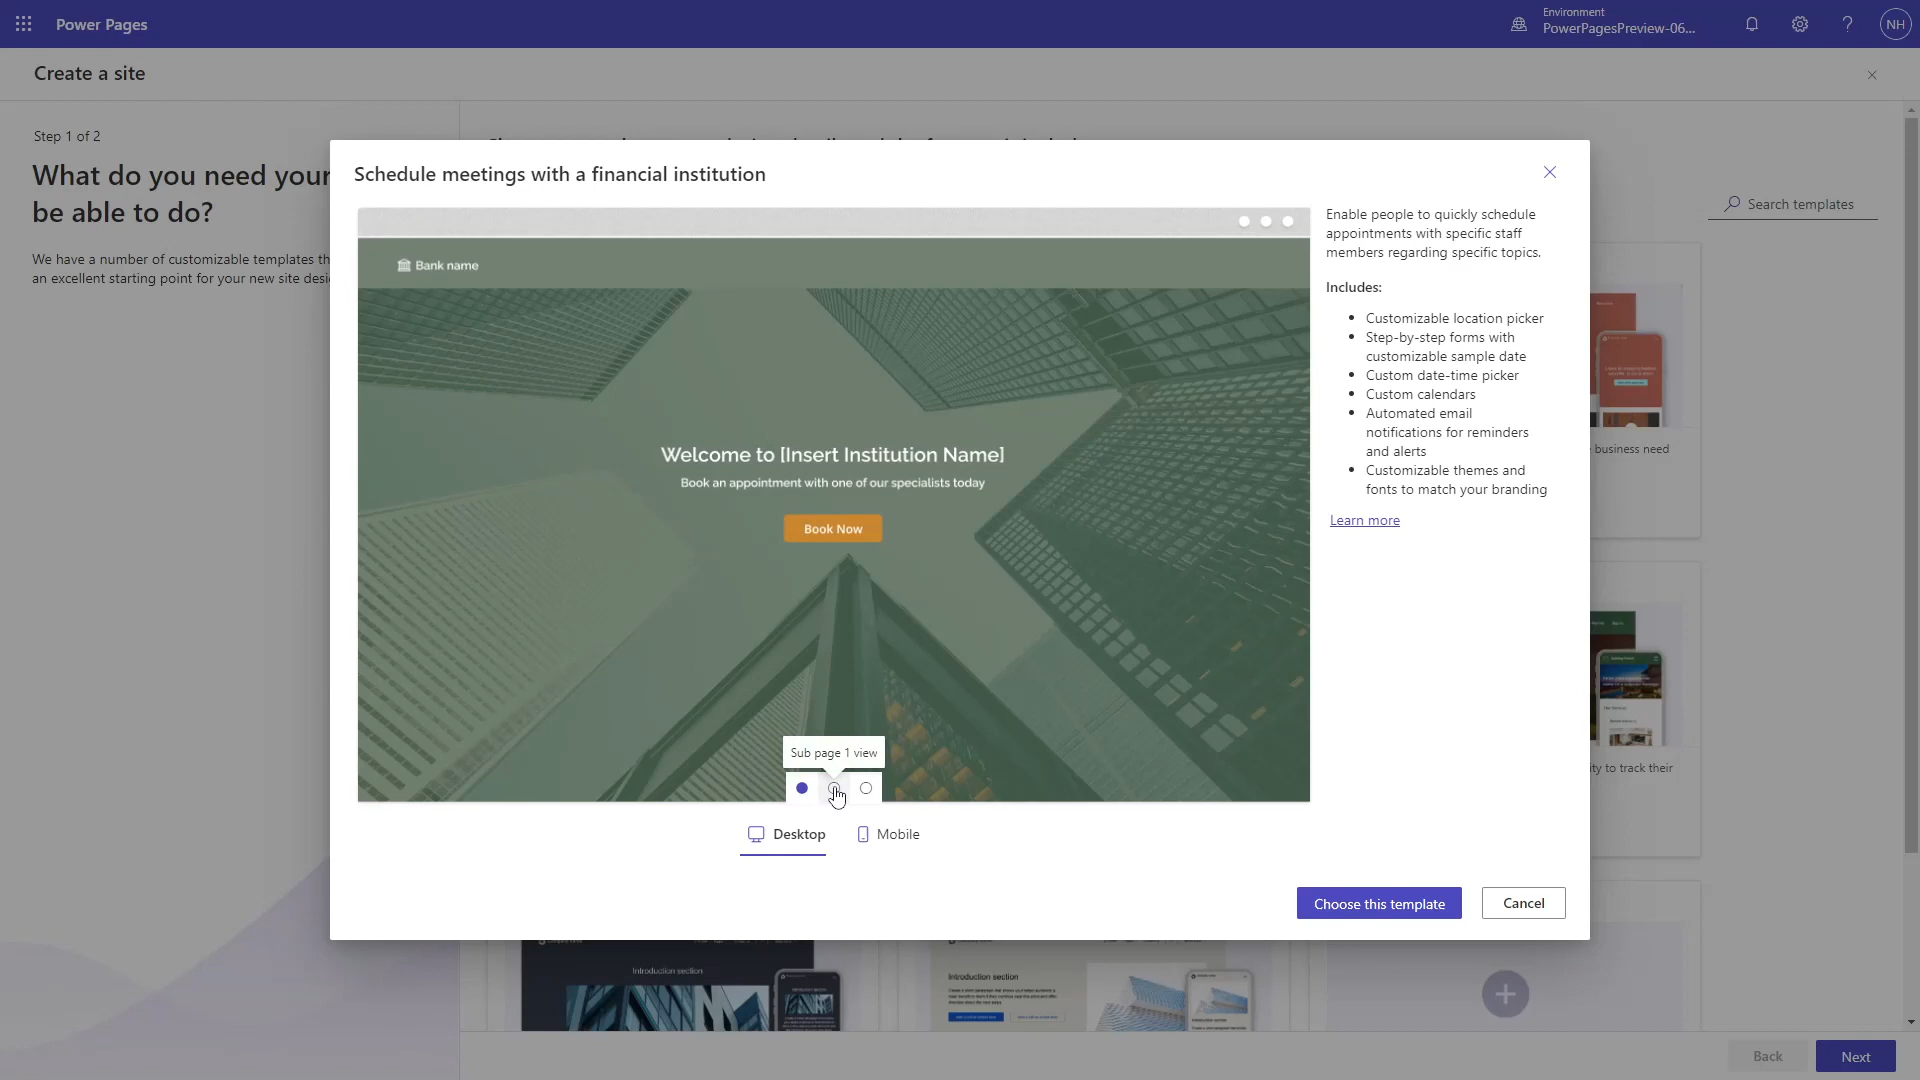 Power Pages
Environment
PowerPagesPreview-06...
NH
Create a site
Step 1 of 2
What do you need your
be able to do?
We have a number of customizable templates th
an excellent starting point for your new site desi
Search templates
Schedule meetings with a financial institution
Bank name
Welcome to [Insert Institution Name]
Book an appointment with one of our specialists today
Book Now
Sub page 1 view
Desktop
Mobile
Enable people to quickly schedule
appointments with specific staff
members regarding specific topics.
Includes:
• Customizable location picker
• Step-by-step forms with
customizable sample date
• Custom date-time picker
• Custom calendars
• Automated email
notifications for reminders
and alerts
• Customizable themes and
fonts to match your branding
Learn more
Choose this template
Cancel
business need
ity to track their
Introduction section
Introduction section
Back
Next